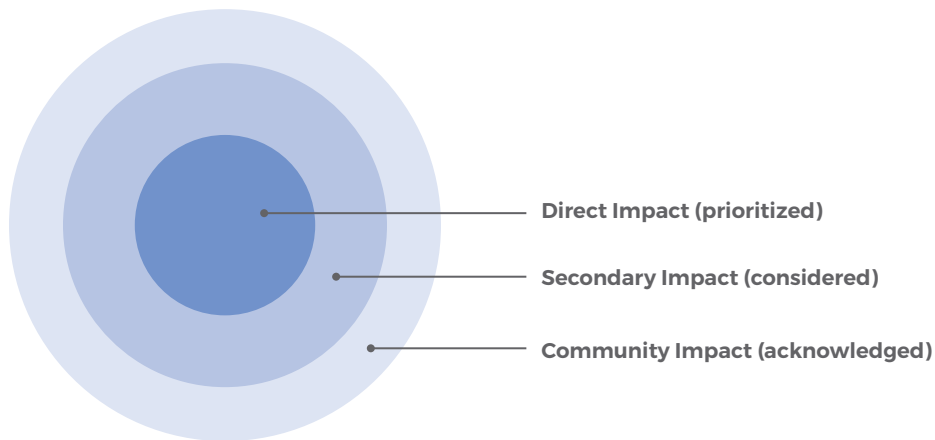 Direct Impact (prioritized)
Secondary Impact (considered)
Community Impact (acknowledged)